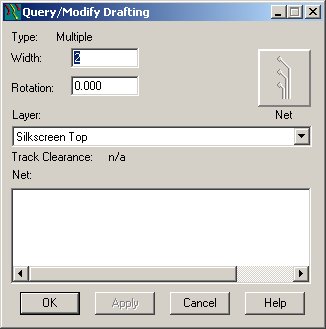 Query/Modify Drafting
Type: Multiple
Width: 2
Rotation: 0.000
Net
Layer:
Silkscreen Top
Track Clearance: n/a
Net:
OK Apply Cancel Help